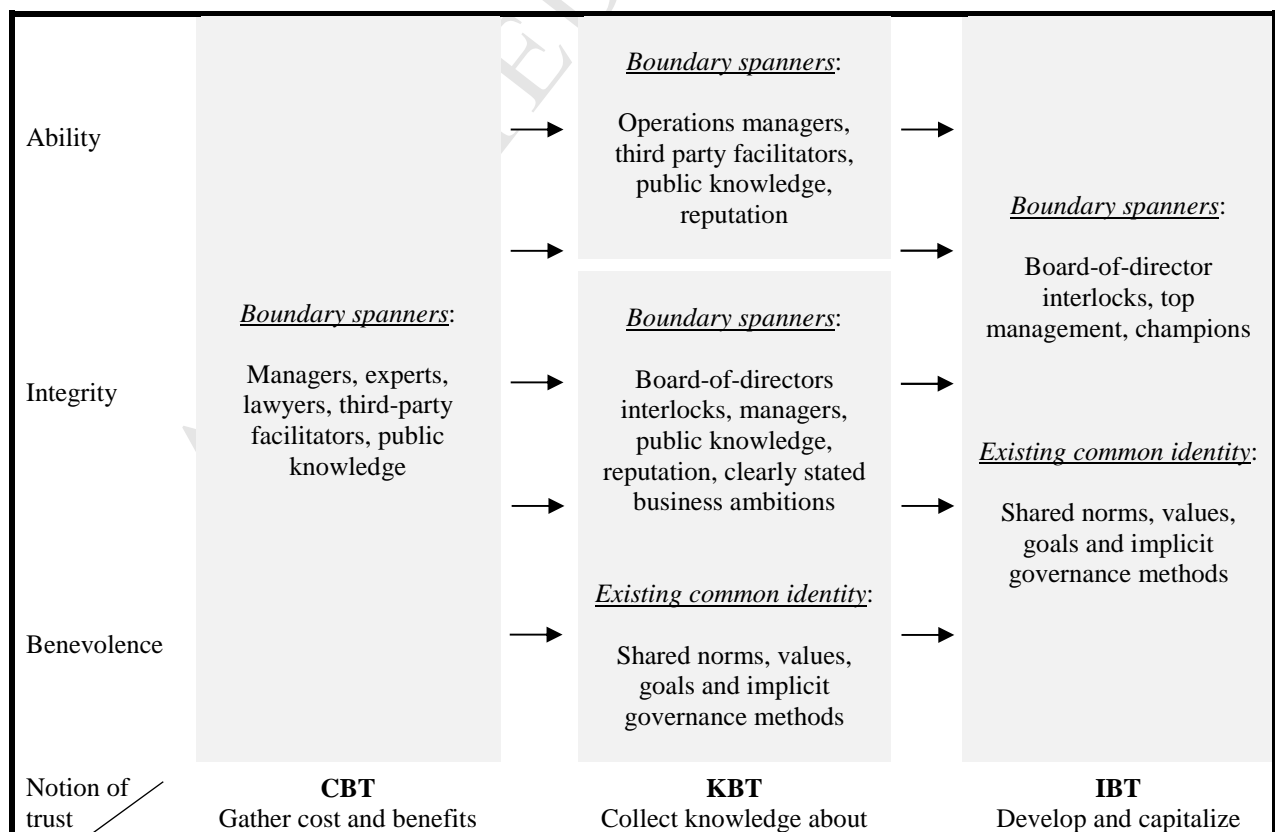 Ability
Integrity
Benevolence
Boundary spanners:
Managers, experts,
lawyers, third-party
facilitators, public
knowledge
Boundary spanners:
Operations managers,
third party facilitators,
public knowledge,
reputation
Boundary spanners:
Board-of-directors
interlocks, managers,
public knowledge,
reputation, clearly stated
business ambitions
Existing common identity:
Shared norms, values,
goals and implicit
governance methods
Boundary spanners:
Board-of-director
interlocks, top
management, champions
Existing common identity:
Shared norms, values,
goals and implicit
governance methods
Notion of
trust
CBT
Gather cost and benefits
KBT
Collect knowledge about
IBT
Develop and capitalize